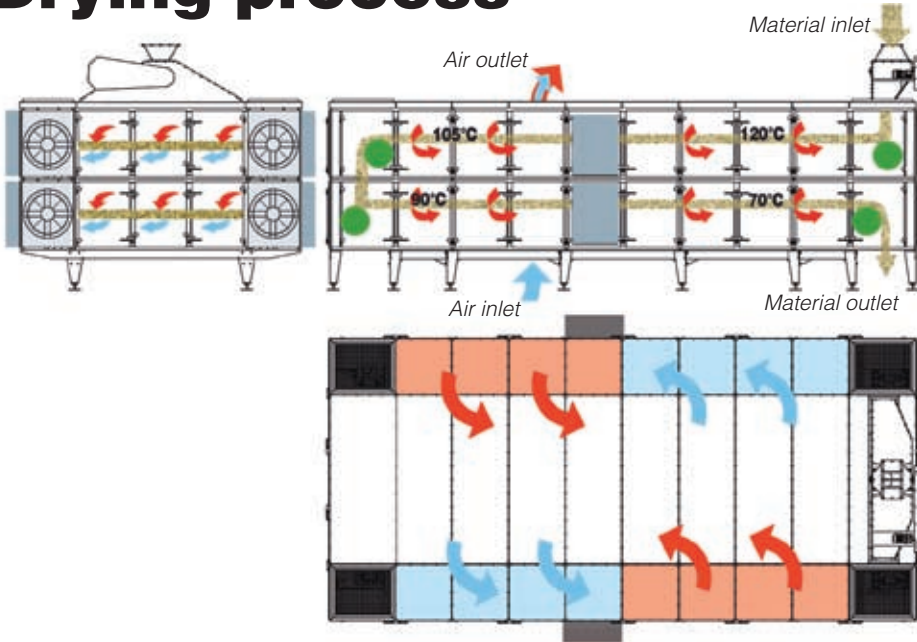 Drying process
Material inlet
Air outlet
105°C
120°C
90°C
70°C
Air inlet
Material outlet